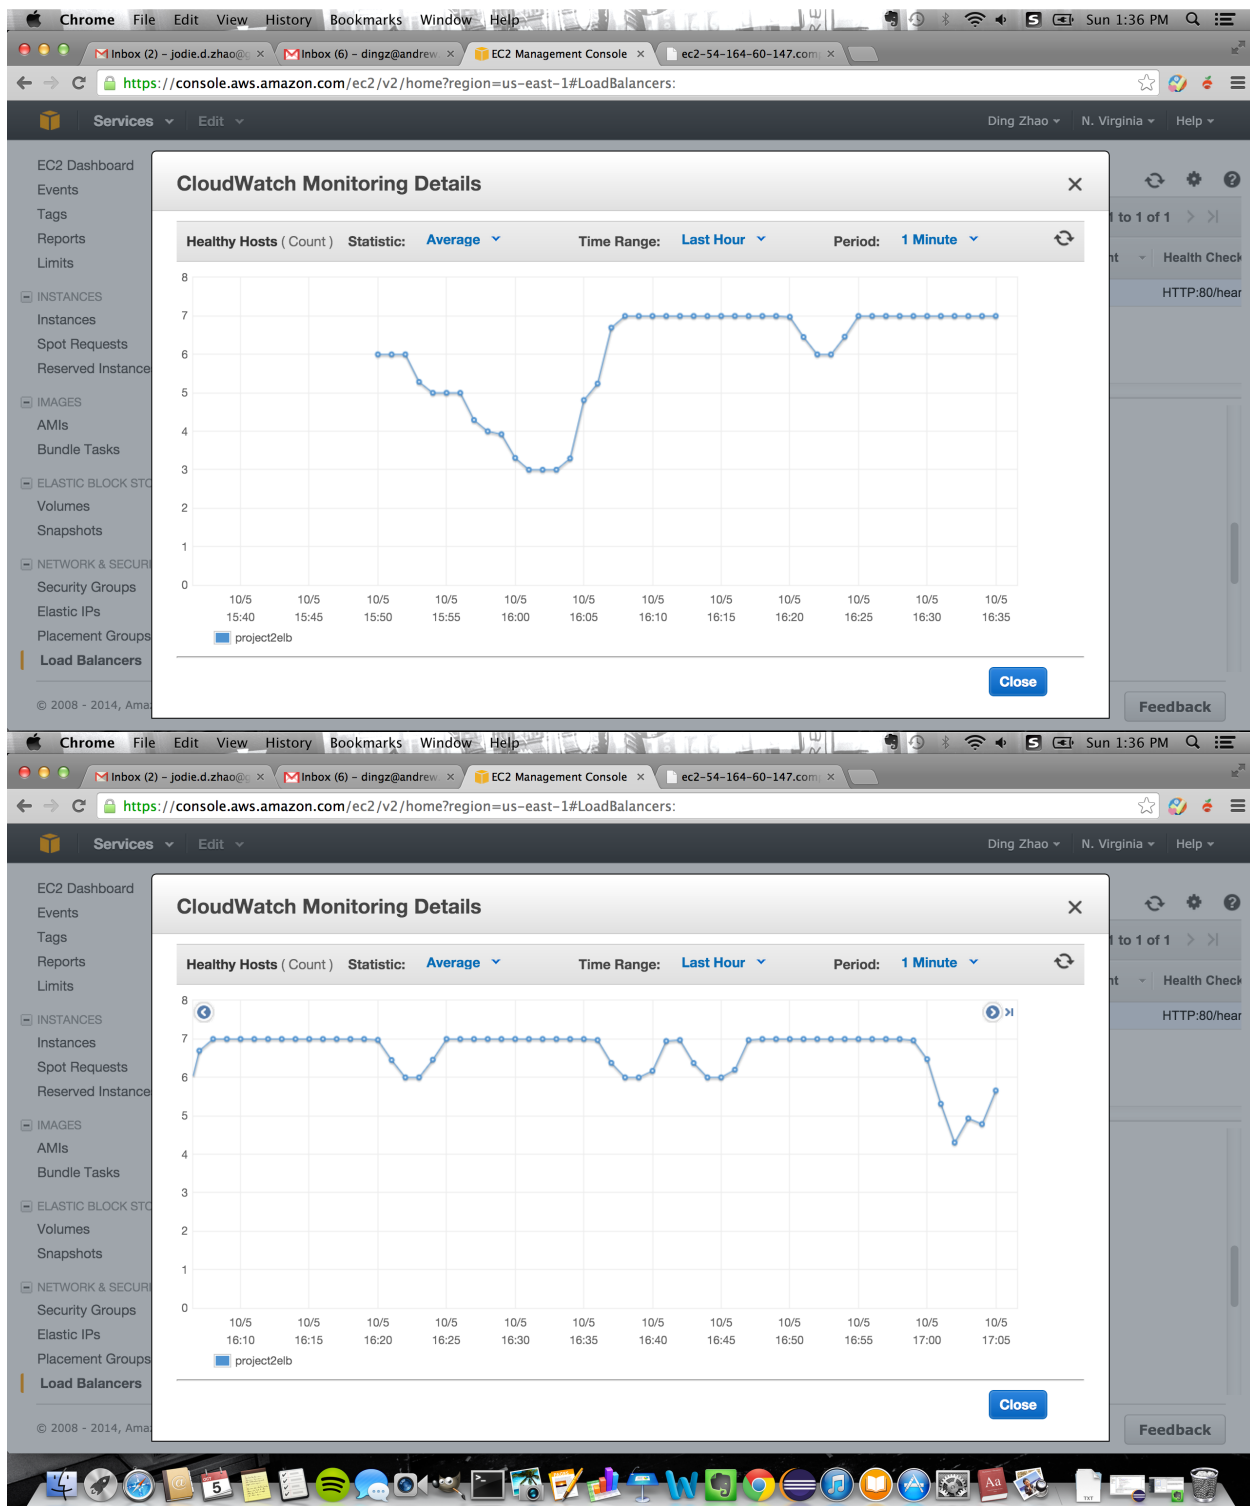 Chrome File Edit View History Bookmarks Window Help Sun 1:36 PM
Inbox (2) – jodie.d.zhao@g × Inbox (6) – dingz@andrew. × EC2 Management Console × ec2-54-164-60-147.com ×
https://console.aws.amazon.com/ec2/v2/home?region=us-east-1#LoadBalancers:
Services Edit Ding Zhao N. Virginia Help
EC2 Dashboard
Events
Tags
Reports
Limits
INSTANCES
Instances
Spot Requests
Reserved Instance
IMAGES
AMIs
Bundle Tasks
ELASTIC BLOCK STO
Volumes
Snapshots
NETWORK & SECURI
Security Groups
Elastic IPs
Placement Groups
Load Balancers
© 2008 - 2014, Ama
CloudWatch Monitoring Details
Healthy Hosts ( Count ) Statistic: Average Time Range: Last Hour Period: 1 Minute
8
7
6
5
4
3
2
1
0
10/5 10/5 10/5 10/5 10/5 10/5 10/5 10/5 10/5 10/5 10/5 10/5
15:40 15:45 15:50 15:55 16:00 16:05 16:10 16:15 16:20 16:25 16:30 16:35
project2elb
Close
1 to 1 of 1
nt Health Check
HTTP:80/hear
Feedback
Chrome File Edit View History Bookmarks Window Help Sun 1:36 PM
Inbox (2) – jodie.d.zhao@g × Inbox (6) – dingz@andrew. × EC2 Management Console × ec2-54-164-60-147.com ×
https://console.aws.amazon.com/ec2/v2/home?region=us-east-1#LoadBalancers:
Services Edit Ding Zhao N. Virginia Help
EC2 Dashboard
Events
Tags
Reports
Limits
INSTANCES
Instances
Spot Requests
Reserved Instance
IMAGES
AMIs
Bundle Tasks
ELASTIC BLOCK STO
Volumes
Snapshots
NETWORK & SECURI
Security Groups
Elastic IPs
Placement Groups
Load Balancers
© 2008 - 2014, Ama
CloudWatch Monitoring Details
Healthy Hosts ( Count ) Statistic: Average Time Range: Last Hour Period: 1 Minute
8
7
6
5
4
3
2
1
0
10/5 10/5 10/5 10/5 10/5 10/5 10/5 10/5 10/5 10/5 10/5 10/5
16:10 16:15 16:20 16:25 16:30 16:35 16:40 16:45 16:50 16:55 17:00 17:05
project2elb
Close
1 to 1 of 1
nt Health Check
HTTP:80/hear
Feedback
OCT
5
Aa
TXT